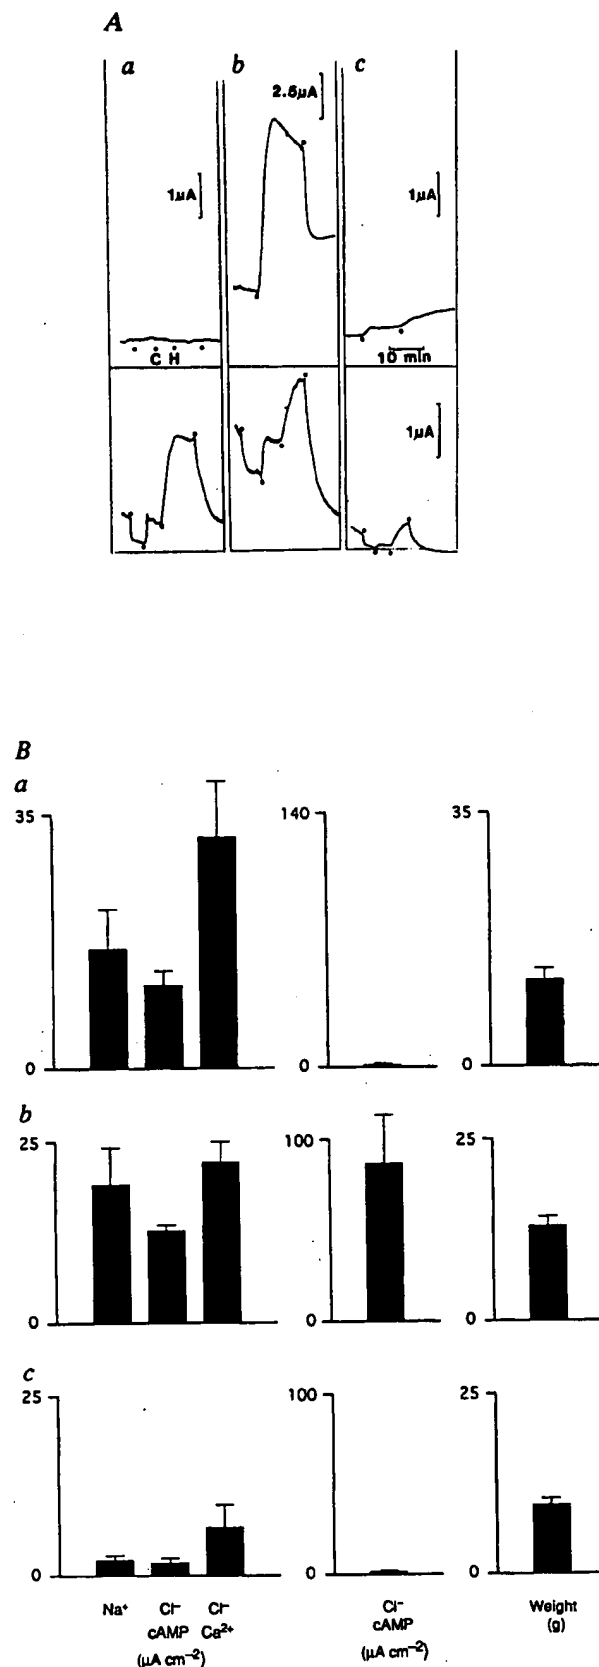 A
a b c
2.5μA
1μA
1μA
C H
10 min
1μA
B
a
35
0
140
0
35
0
b
25
0
100
0
25
0
c
25
0
100
0
25
0
Na⁺ Cl⁻ Cl⁻ Cl⁻ Weight
cAMP Ca²⁺ cAMP (g)
(μA cm⁻²) (μA cm⁻²)